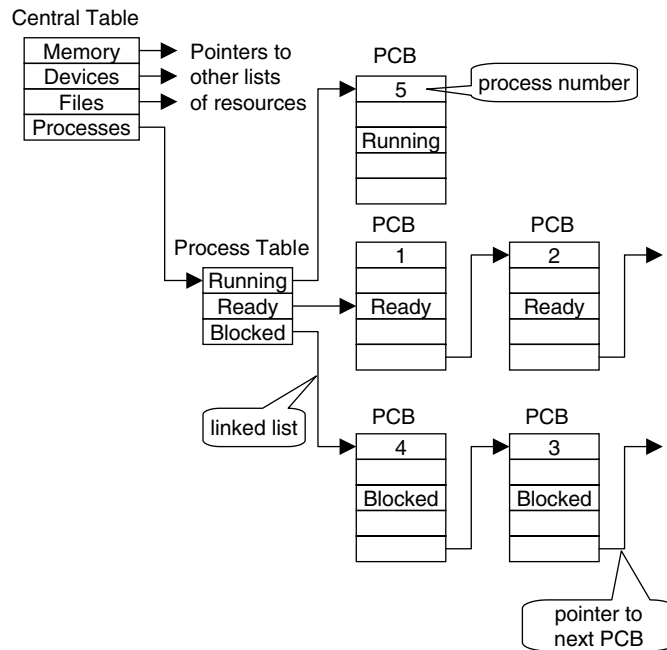 Central Table
Memory
Devices
Files
Processes
Pointers to
other lists
of resources
PCB
5
Running
process number
Process Table
Running
Ready
Blocked
PCB
1
Ready
PCB
2
Ready
linked list
PCB
4
Blocked
PCB
3
Blocked
pointer to
next PCB